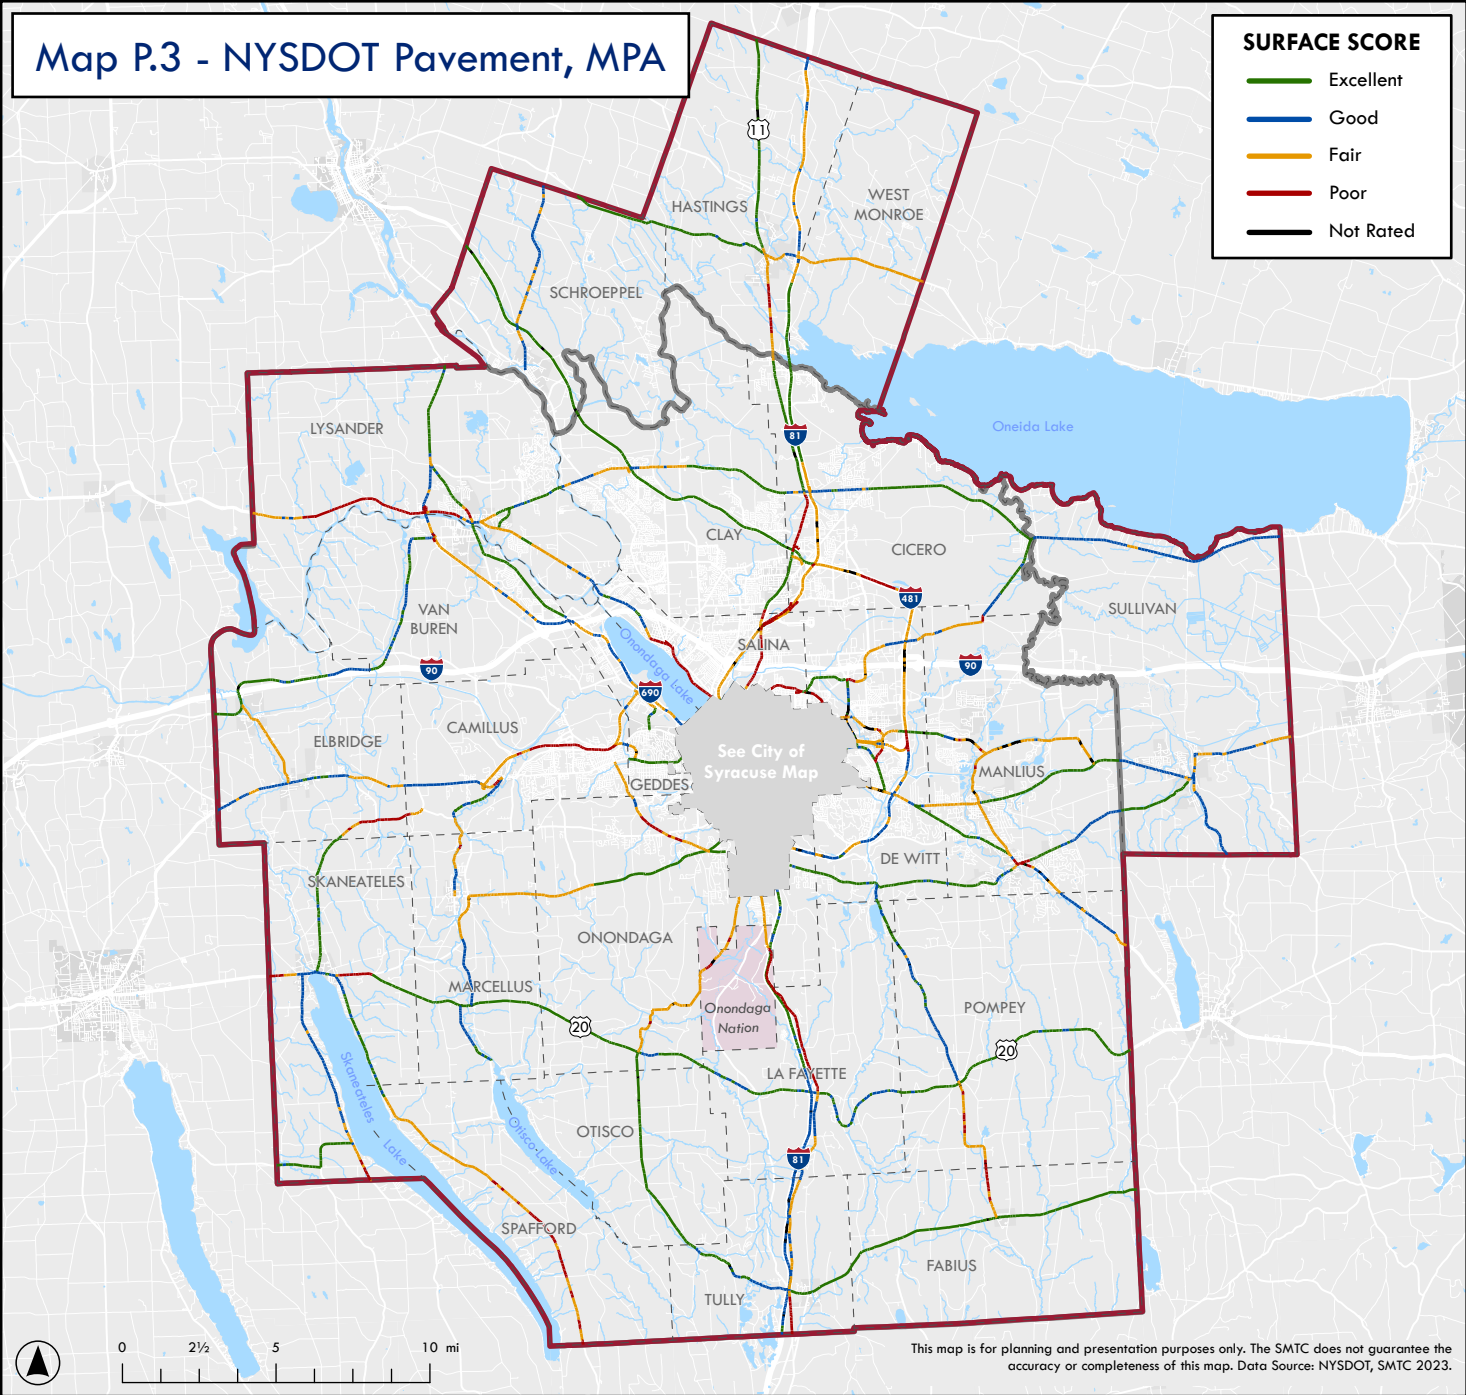 Map P.3 - NYSDOT Pavement, MPA
SURFACE SCORE
Excellent
Good
Fair
Poor
Not Rated
11
HASTINGS
WEST
MONROE
SCHROEPPEL
LYSANDER
81
Oneida Lake
CLAY
CICERO
481
VAN
BUREN
SULLIVAN
SALINA
90
90
Onondaga Lake
690
ELBRIDGE
CAMILLUS
See City of
Syracuse Map
GEDDES
MANLIUS
DE WITT
SKANEATELES
ONONDAGA
MARCELLUS
Onondaga
Nation
POMPEY
20
20
LA FAYETTE
Skaneateles
Lake
Otisco Lake
OTISCO
81
SPAFFORD
FABIUS
TULLY
0 2½ 5 10 mi
This map is for planning and presentation purposes only. The SMTC does not guarantee the
accuracy or completeness of this map. Data Source: NYSDOT, SMTC 2023.